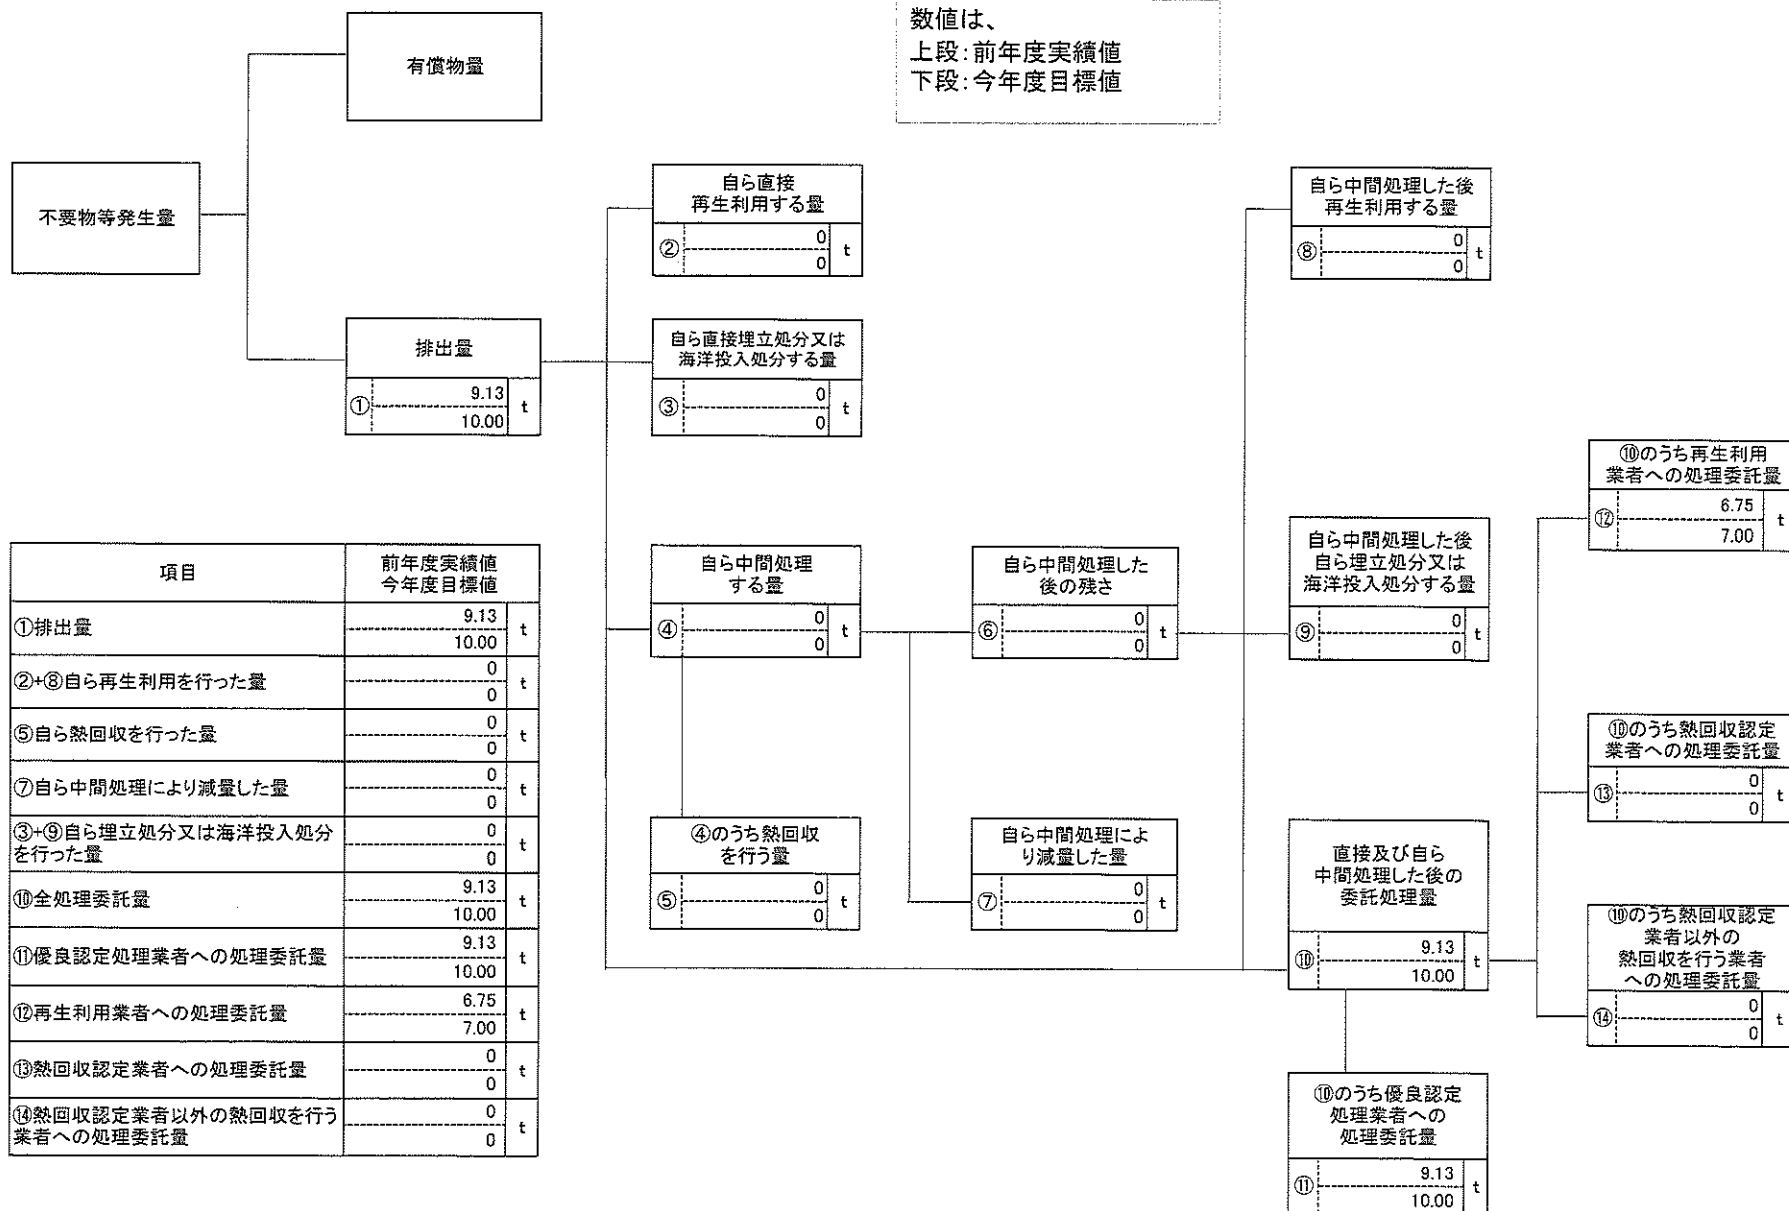 数値は、
上段：前年度実績値
下段：今年度目標値
有償物量
不要物等発生量
排出量
①
9.13
10.00
t
自ら直接
再生利用する量
②
0
0
t
自ら直接埋立処分又は
海洋投入処分する量
③
0
0
t
自ら中間処理
する量
④
0
0
t
④のうち熱回収
を行う量
⑤
0
0
t
自ら中間処理した
後の残さ
⑥
0
0
t
自ら中間処理によ
り減量した量
⑦
0
0
t
自ら中間処理した後
再生利用する量
⑧
0
0
t
自ら中間処理した後
自ら埋立処分又は
海洋投入処分する量
⑨
0
0
t
直接及び自ら
中間処理した後の
委託処理量
⑩
9.13
10.00
t
⑩のうち優良認定
処理業者への
処理委託量
⑪
9.13
10.00
t
⑩のうち再生利用
業者への処理委託量
⑫
6.75
7.00
t
⑩のうち熱回収認定
業者への処理委託量
⑬
0
0
t
⑩のうち熱回収認定
業者以外の
熱回収を行う業者
への処理委託量
⑭
0
0
t
項目
前年度実績値
今年度目標値
①排出量
9.13
10.00
t
②+⑧自ら再生利用を行った量
0
0
t
⑤自ら熱回収を行った量
0
0
t
⑦自ら中間処理により減量した量
0
0
t
③+⑨自ら埋立処分又は海洋投入処分
を行った量
0
0
t
⑩全処理委託量
9.13
10.00
t
⑪優良認定処理業者への処理委託量
9.13
10.00
t
⑫再生利用業者への処理委託量
6.75
7.00
t
⑬熱回収認定業者への処理委託量
0
0
t
⑭熱回収認定業者以外の熱回収を行う
業者への処理委託量
0
0
t